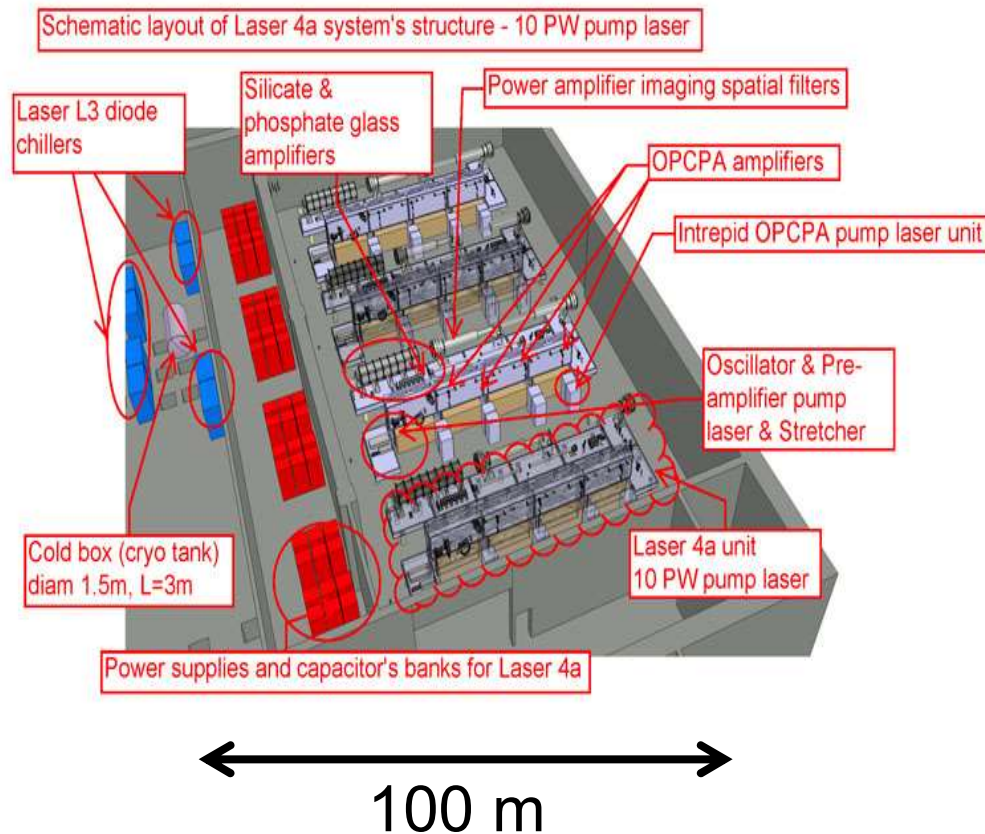 Schematic layout of Laser 4a system's structure - 10 PW pump laser
Silicate &
phosphate glass
amplifiers
Power amplifier imaging spatial filters
Laser L3 diode
chillers
OPCPA amplifiers
Intrepid OPCPA pump laser unit
Oscillator & Pre-
amplifier pump
laser & Stretcher
Cold box (cryo tank)
diam 1.5m, L=3m
Laser 4a unit
10 PW pump laser
Power supplies and capacitor's banks for Laser 4a
100 m